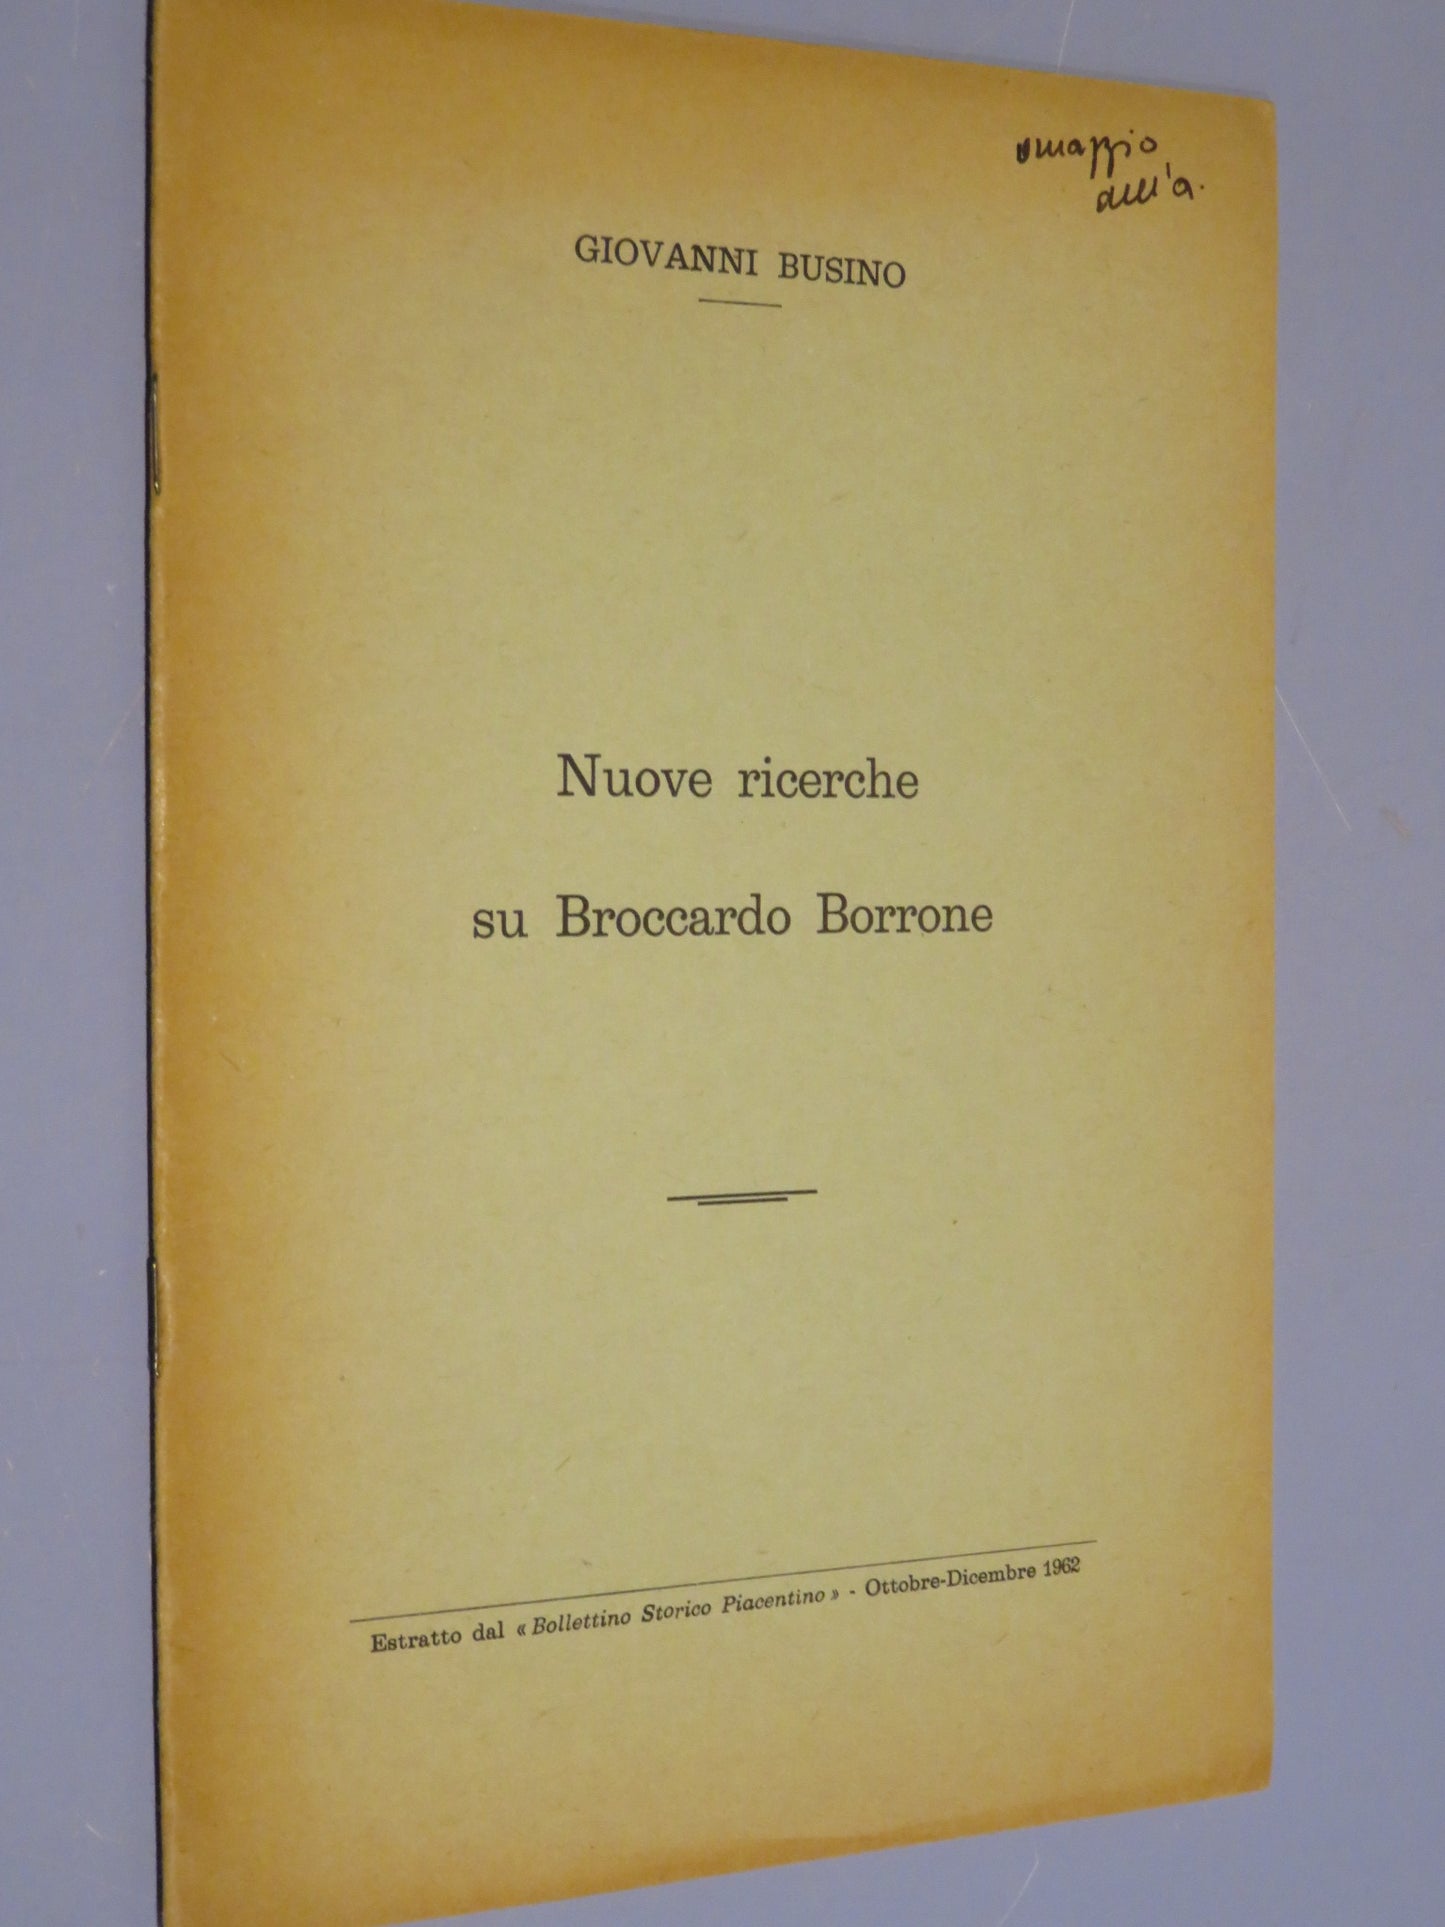 omaggio
dell'a.
GIOVANNI BUSINO
Nuove ricerche
su Broccardo Borrone
Estratto dal « Bollettino Storico Piacentino » - Ottobre-Dicembre 1962